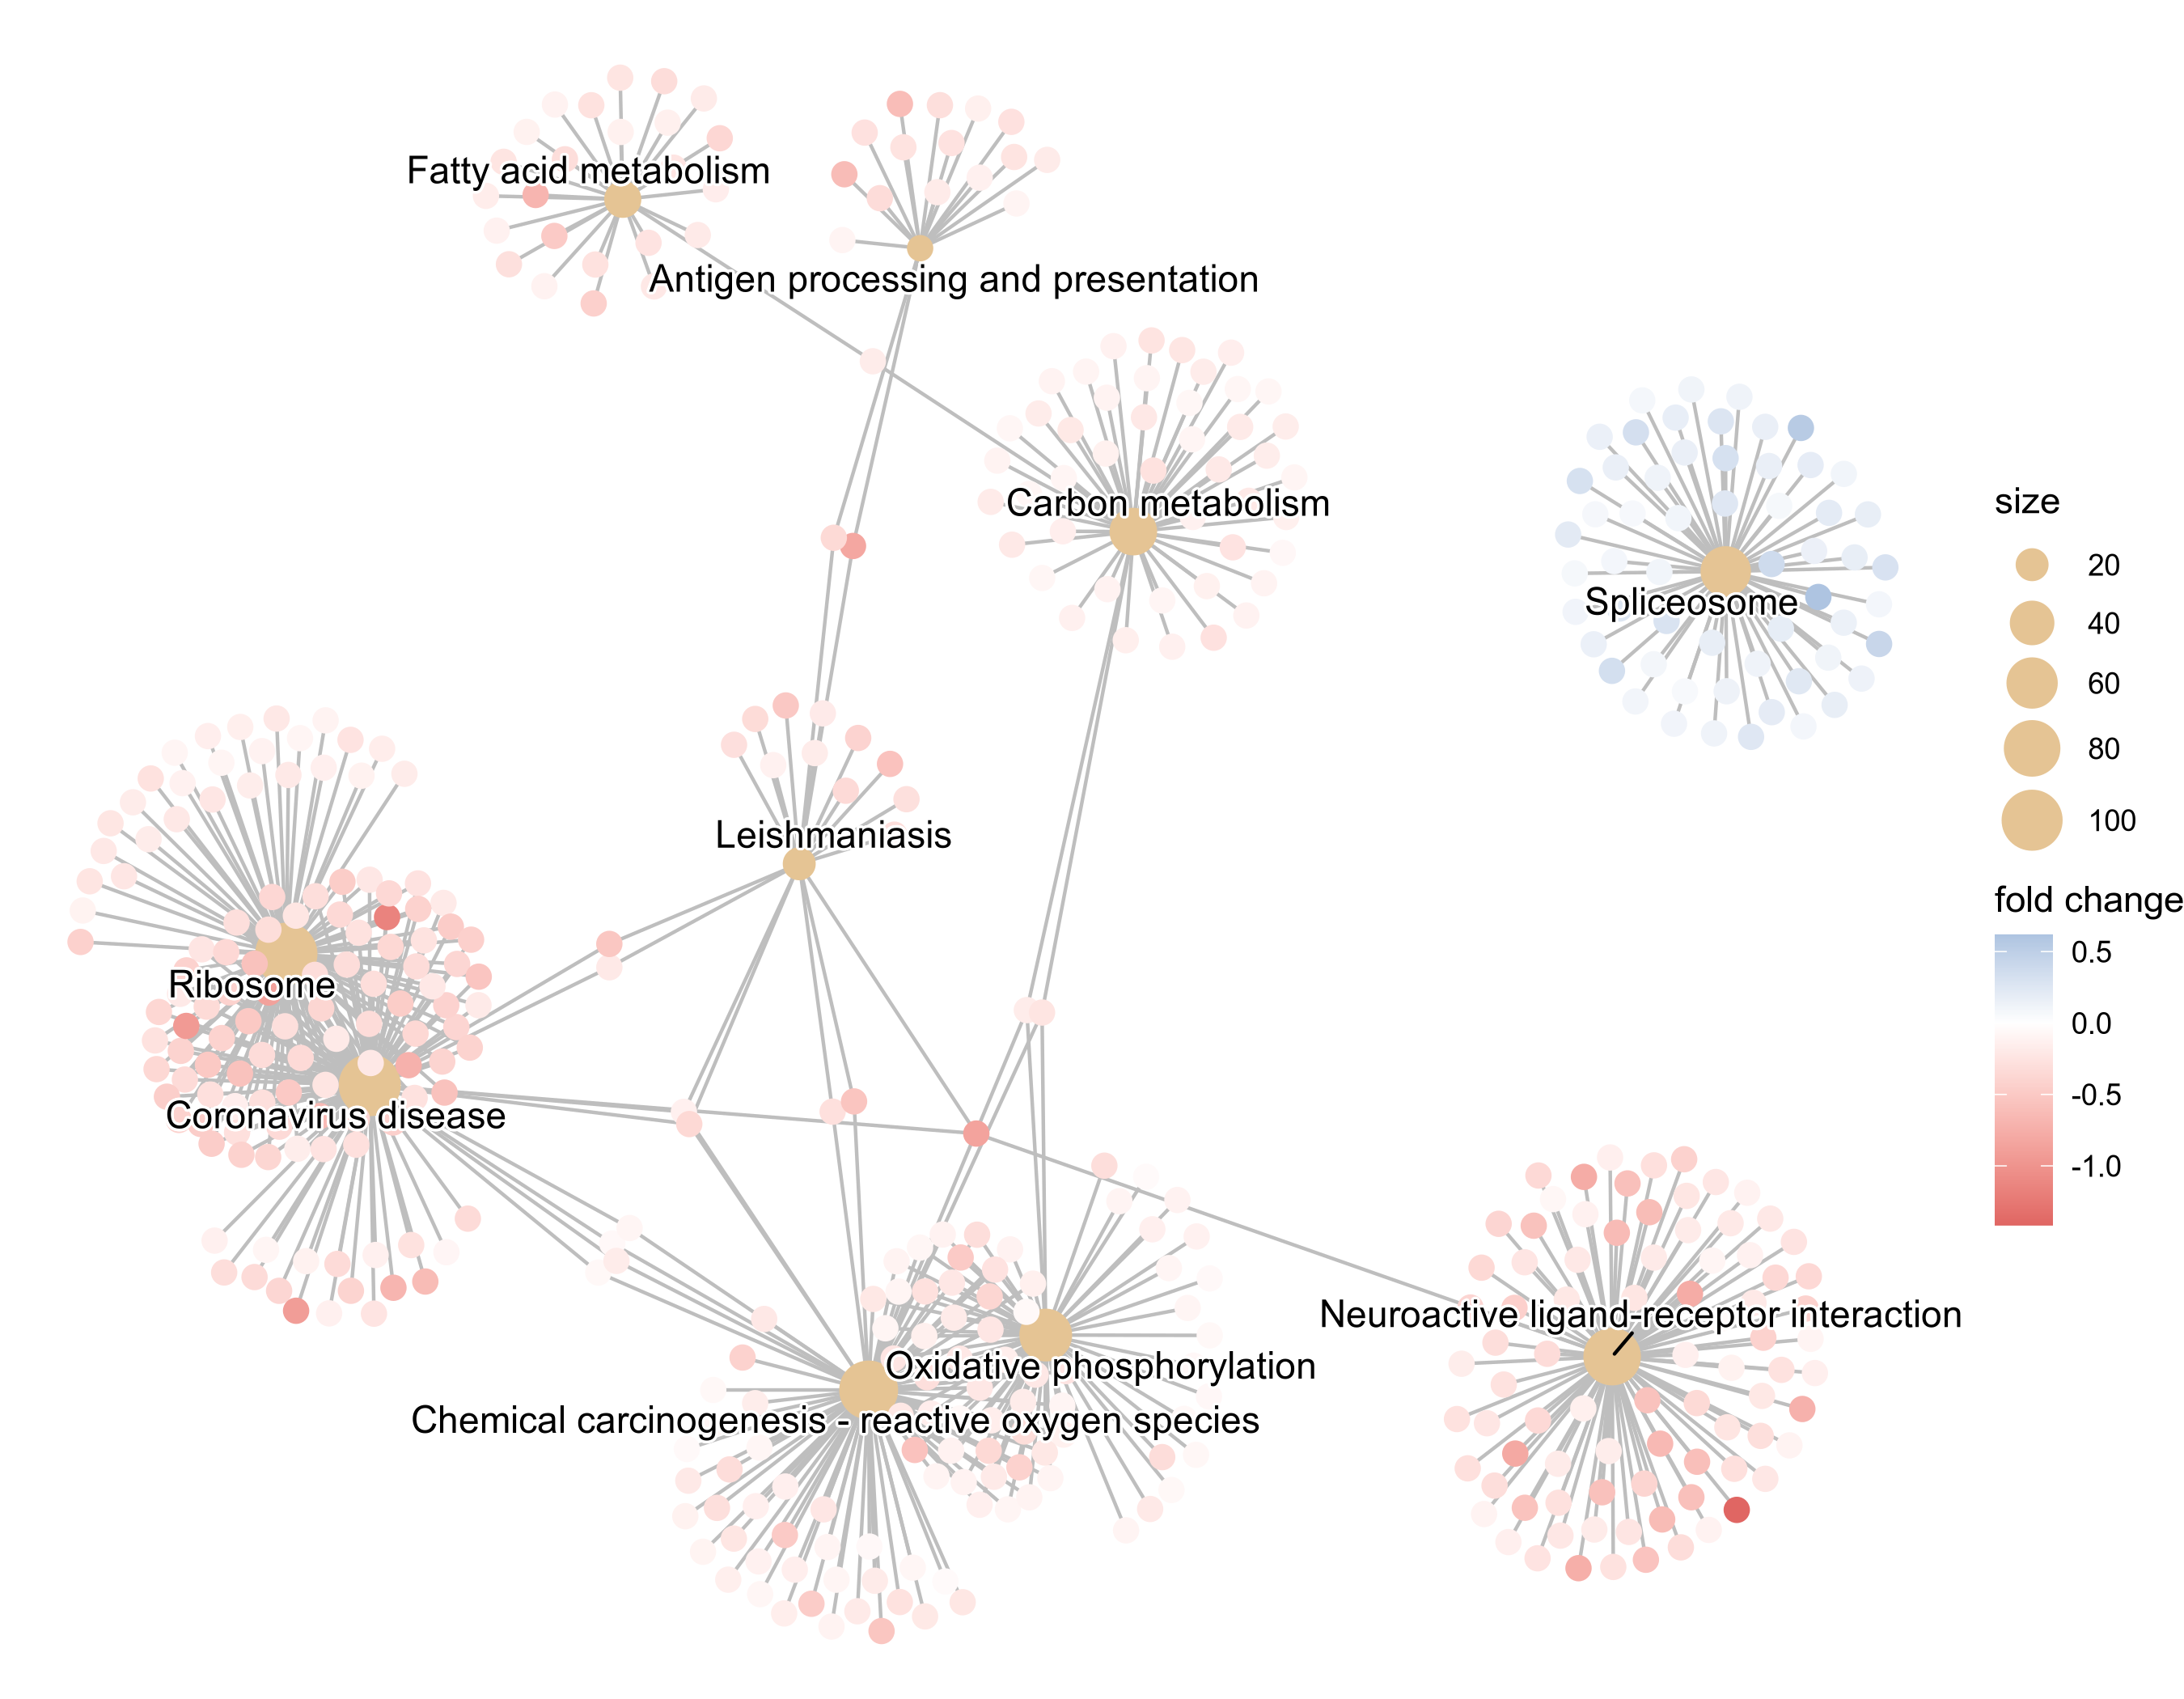 Fatty acid metabolism
Antigen processing and presentation
Carbon metabolism
Spliceosome
Leishmaniasis
Ribosome
Coronavirus disease
Neuroactive ligand-receptor interaction
Oxidative phosphorylation
Chemical carcinogenesis - reactive oxygen species
size
20
40
60
80
100
fold change
0.5
0.0
-0.5
-1.0